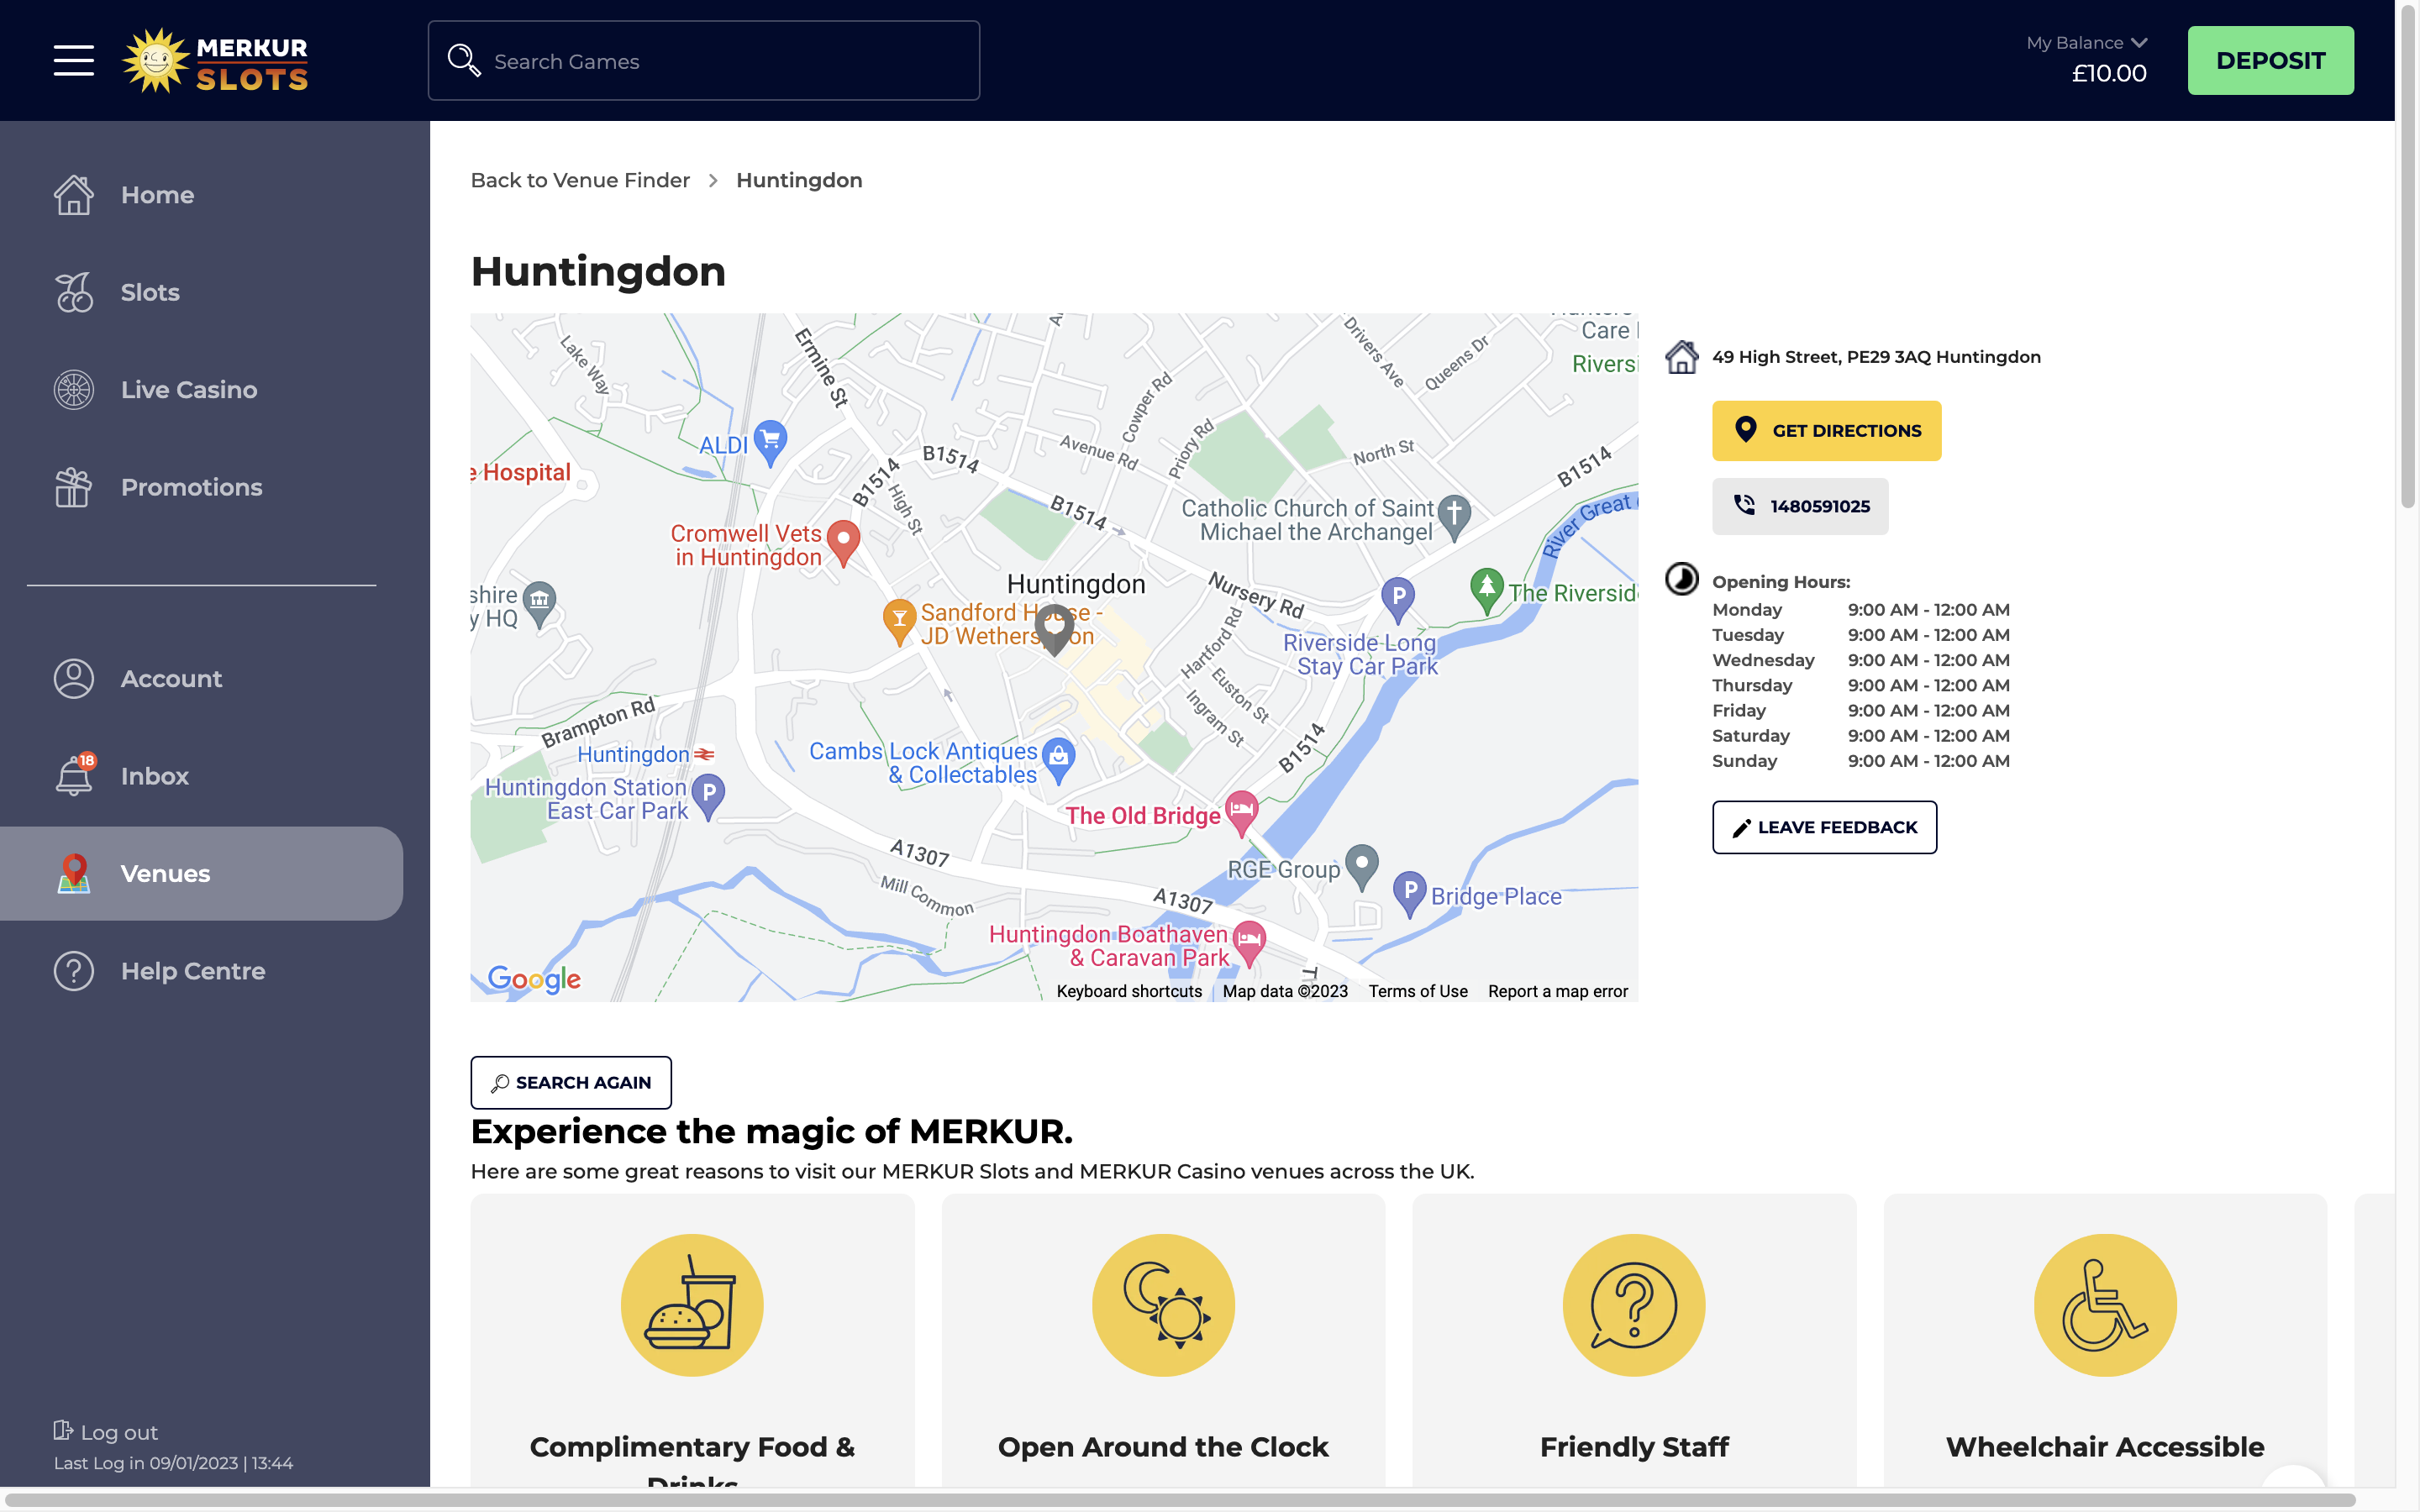 MERKUR
SLOTS
Search Games
My Balance
£10.00
DEPOSIT
Home
Slots
Live Casino
Promotions
Account
18
Inbox
Venues
Help Centre
Log out
Last Log in 09/01/2023 | 13:44
Back to Venue Finder > Huntingdon
Huntingdon
Lake Way
Ermine St
Drivers Ave
Queens Dr
Care
Riversi
ALDI
B1514
Cowper Rd
Avenue Rd
Priory Rd
North St
B1514
e Hospital
B1514
High St
B1514
Catholic Church of Saint
Michael the Archangel
River Great
Cromwell Vets
in Huntingdon
Huntingdon
Nursery Rd
shire
y HQ
Sandford House -
JD Wetherspoon
P
The Riverside
Hartford Rd
Riverside Long
Stay Car Park
Euston St
Ingram St
Brampton Rd
Huntingdon
Cambs Lock Antiques
& Collectables
B1514
Huntingdon Station
East Car Park
P
The Old Bridge
A1307
RGE Group
Mill Common
A1307
P
Bridge Place
Huntingdon Boathaven
& Caravan Park
Google
Keyboard shortcuts
Map data ©2023
Terms of Use
Report a map error
49 High Street, PE29 3AQ Huntingdon
GET DIRECTIONS
1480591025
Opening Hours:
Monday 9:00 AM - 12:00 AM
Tuesday 9:00 AM - 12:00 AM
Wednesday 9:00 AM - 12:00 AM
Thursday 9:00 AM - 12:00 AM
Friday 9:00 AM - 12:00 AM
Saturday 9:00 AM - 12:00 AM
Sunday 9:00 AM - 12:00 AM
LEAVE FEEDBACK
SEARCH AGAIN
Experience the magic of MERKUR.
Here are some great reasons to visit our MERKUR Slots and MERKUR Casino venues across the UK.
Complimentary Food &
Drinks
Open Around the Clock
Friendly Staff
Wheelchair Accessible